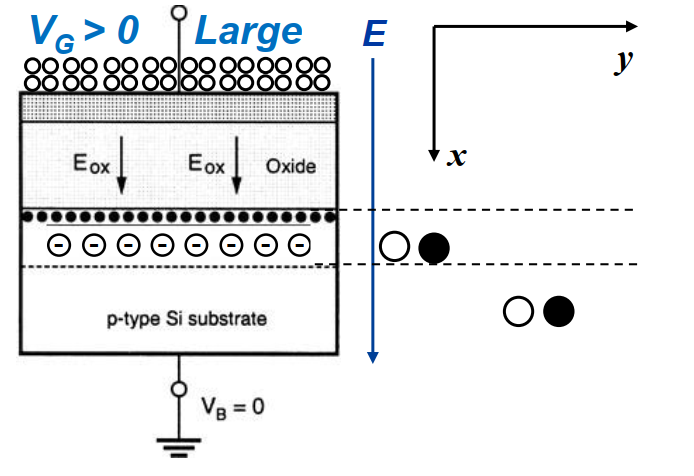 V_G > 0 Large
E
y
E_ox E_ox Oxide
x
- - - - - - - -
p-type Si substrate
V_B = 0